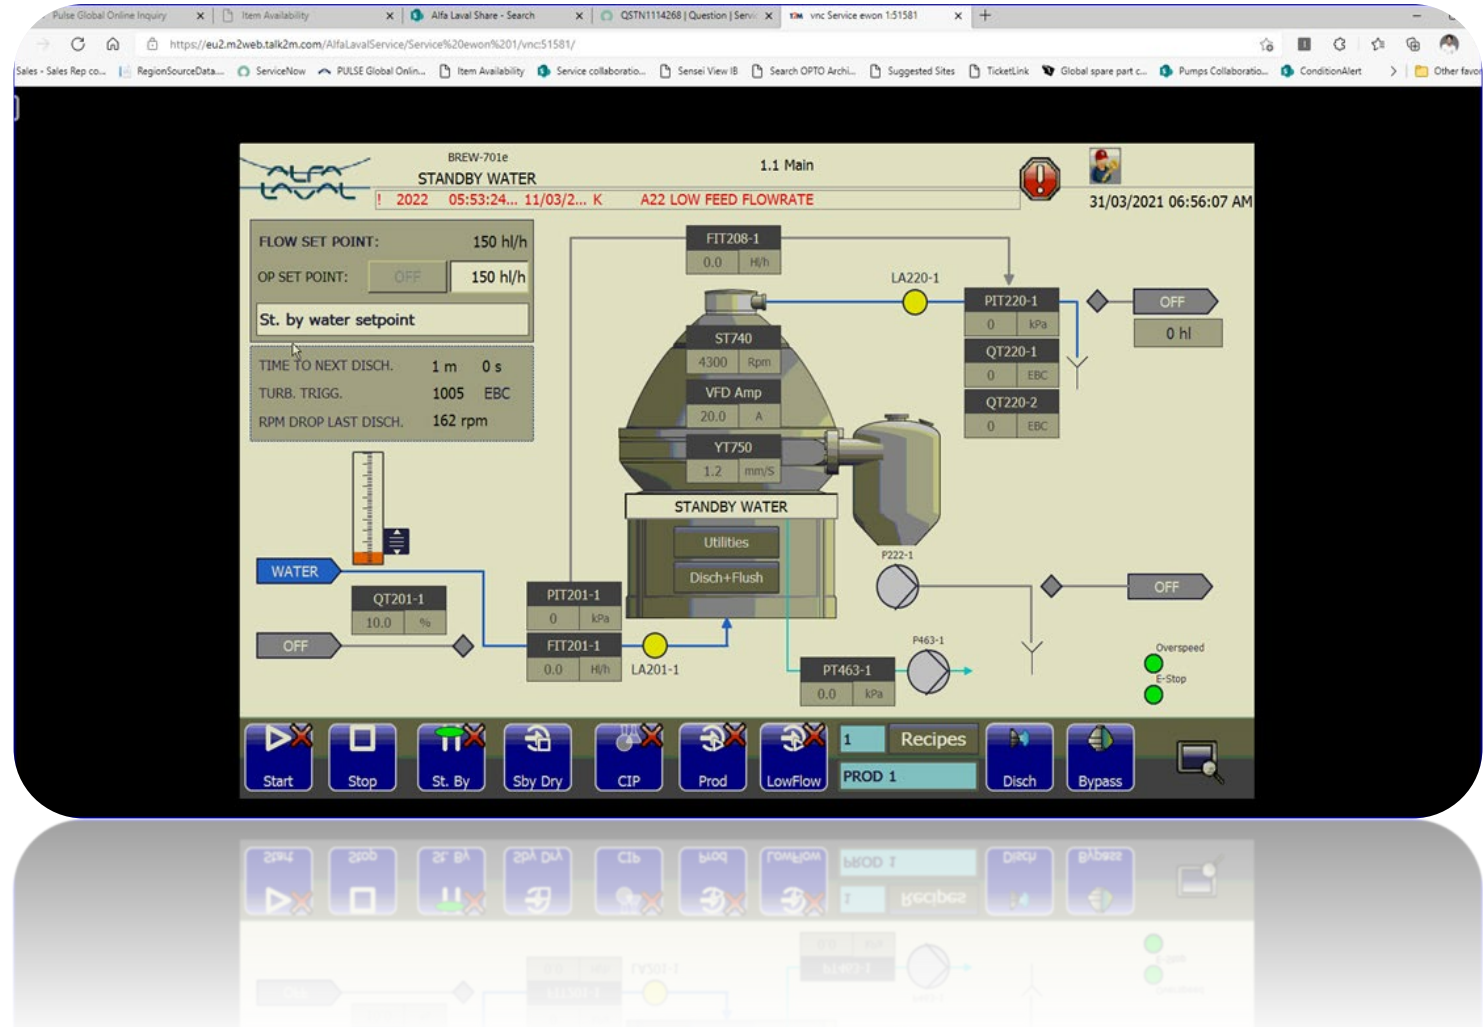 Pulse Global Online Inquiry
Item Availability
Alfa Laval Share - Search
QSTN1114268 | Question | Servi
vnc Service ewon 1:51581
https://eu2.m2web.talk2m.com/AlfaLavalService/Service%20ewon%201/vnc:51581/
Sales - Sales Rep co...
RegionSourceData...
ServiceNow
PULSE Global Onlin...
Item Availability
Service collaboratio...
Sensei View IB
Search OPTO Archi...
Suggested Sites
TicketLink
Global spare part c...
Pumps Collaboratio...
ConditionAlert
Other favor
ALFA
LAVAL
BREW-701e
STANDBY WATER
1.1 Main
! 2022 05:53:24... 11/03/2... K A22 LOW FEED FLOWRATE
31/03/2021 06:56:07 AM
FLOW SET POINT: 150 hl/h
OP SET POINT: OFF 150 hl/h
St. by water setpoint
TIME TO NEXT DISCH. 1 m 0 s
TURB. TRIGG. 1005 EBC
RPM DROP LAST DISCH. 162 rpm
FIT208-1
0.0 Hl/h
LA220-1
PIT220-1
0 kPa
QT220-1
0 EBC
QT220-2
0 EBC
OFF
0 hl
ST740
4300 Rpm
VFD Amp
20.0 A
YT750
1.2 mm/S
STANDBY WATER
Utilities
Disch+Flush
WATER
QT201-1
10.0 %
OFF
PIT201-1
0 kPa
FIT201-1
0.0 Hl/h
LA201-1
P222-1
OFF
P463-1
PT463-1
0.0 kPa
Overspeed
E-Stop
Start
Stop
St. By
Sby Dry
CIP
Prod
LowFlow
1 Recipes
PROD 1
Disch
Bypass